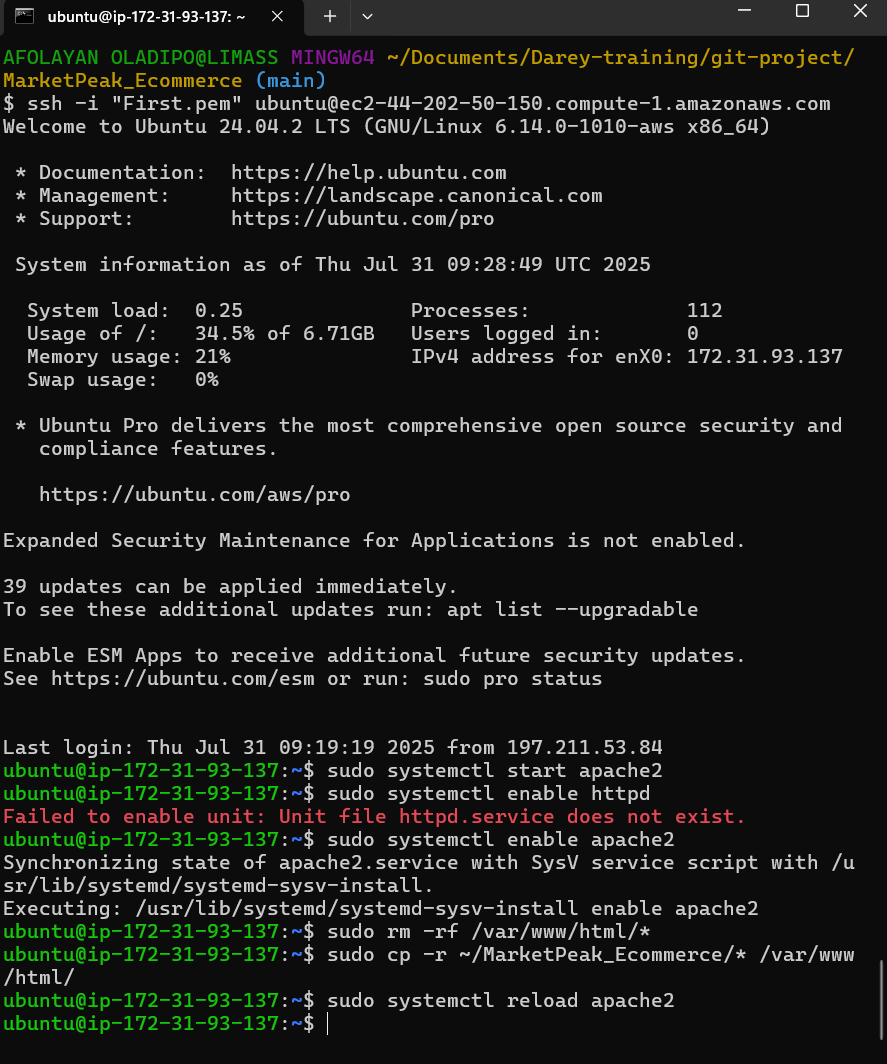 ubuntu@ip-172-31-93-137: ~
AFOLAYAN OLADIPO@LIMASS MINGW64 ~/Documents/Darey-training/git-project/
MarketPeak_Ecommerce (main)
$ ssh -i "First.pem" ubuntu@ec2-44-202-50-150.compute-1.amazonaws.com
Welcome to Ubuntu 24.04.2 LTS (GNU/Linux 6.14.0-1010-aws x86_64)
* Documentation:  https://help.ubuntu.com
* Management:     https://landscape.canonical.com
* Support:        https://ubuntu.com/pro
System information as of Thu Jul 31 09:28:49 UTC 2025
System load:  0.25              Processes:             112
Usage of /:   34.5% of 6.71GB   Users logged in:       0
Memory usage: 21%               IPv4 address for enX0: 172.31.93.137
Swap usage:   0%
* Ubuntu Pro delivers the most comprehensive open source security and
compliance features.
https://ubuntu.com/aws/pro
Expanded Security Maintenance for Applications is not enabled.
39 updates can be applied immediately.
To see these additional updates run: apt list --upgradable
Enable ESM Apps to receive additional future security updates.
See https://ubuntu.com/esm or run: sudo pro status
Last login: Thu Jul 31 09:19:19 2025 from 197.211.53.84
ubuntu@ip-172-31-93-137:~$ sudo systemctl start apache2
ubuntu@ip-172-31-93-137:~$ sudo systemctl enable httpd
Failed to enable unit: Unit file httpd.service does not exist.
ubuntu@ip-172-31-93-137:~$ sudo systemctl enable apache2
Synchronizing state of apache2.service with SysV service script with /u
sr/lib/systemd/systemd-sysv-install.
Executing: /usr/lib/systemd/systemd-sysv-install enable apache2
ubuntu@ip-172-31-93-137:~$ sudo rm -rf /var/www/html/*
ubuntu@ip-172-31-93-137:~$ sudo cp -r ~/MarketPeak_Ecommerce/* /var/www
/html/
ubuntu@ip-172-31-93-137:~$ sudo systemctl reload apache2
ubuntu@ip-172-31-93-137:~$